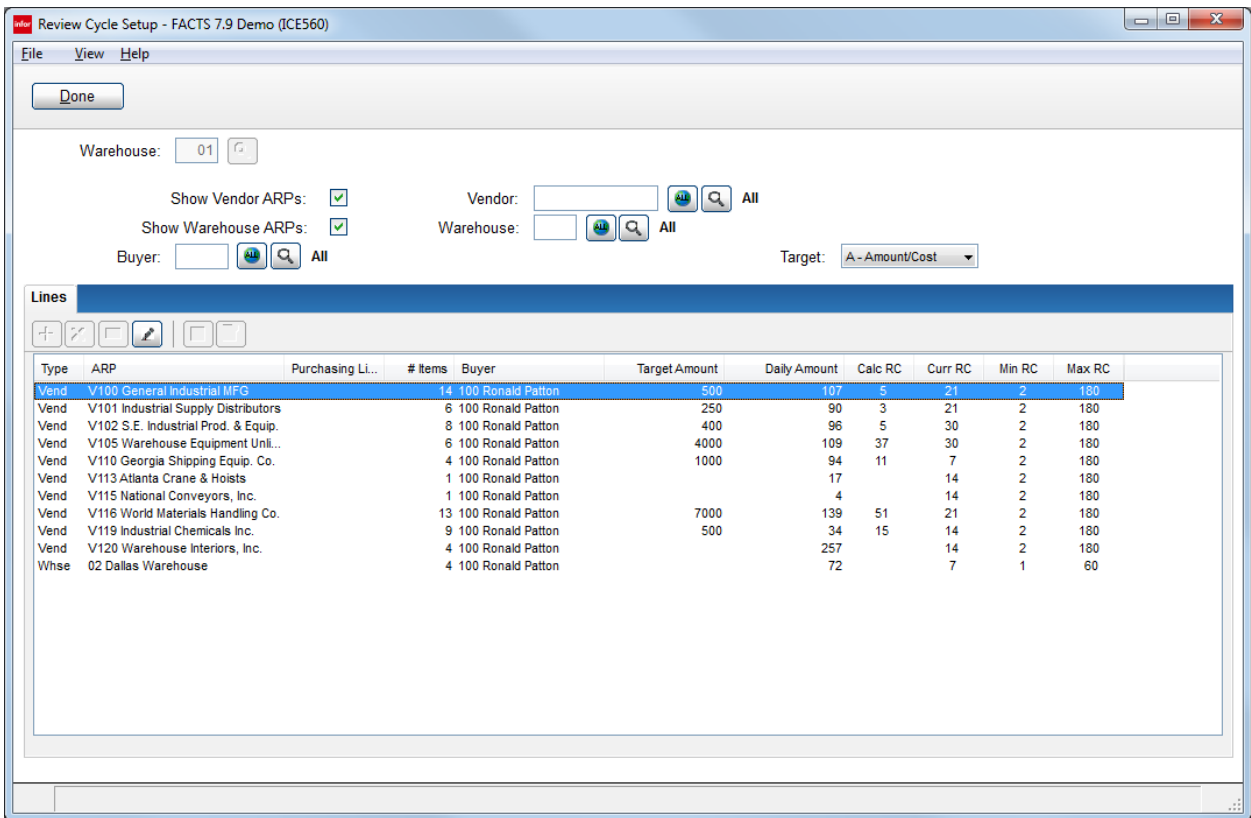 infor Review Cycle Setup - FACTS 7.9 Demo (ICE560)
File View Help
Done
Warehouse: 01
Show Vendor ARPs: Vendor: ALL All
Show Warehouse ARPs: Warehouse: ALL All
Buyer: ALL All Target: A - Amount/Cost
Lines
Type ARP Purchasing Li... # Items Buyer Target Amount Daily Amount Calc RC Curr RC Min RC Max RC
Vend V100 General Industrial MFG 14 100 Ronald Patton 500 107 5 21 2 180
Vend V101 Industrial Supply Distributors 6 100 Ronald Patton 250 90 3 21 2 180
Vend V102 S.E. Industrial Prod. & Equip. 8 100 Ronald Patton 400 96 5 30 2 180
Vend V105 Warehouse Equipment Unli... 6 100 Ronald Patton 4000 109 37 30 2 180
Vend V110 Georgia Shipping Equip. Co. 4 100 Ronald Patton 1000 94 11 7 2 180
Vend V113 Atlanta Crane & Hoists 1 100 Ronald Patton 17 14 2 180
Vend V115 National Conveyors, Inc. 1 100 Ronald Patton 4 14 2 180
Vend V116 World Materials Handling Co. 13 100 Ronald Patton 7000 139 51 21 2 180
Vend V119 Industrial Chemicals Inc. 9 100 Ronald Patton 500 34 15 14 2 180
Vend V120 Warehouse Interiors, Inc. 4 100 Ronald Patton 257 14 2 180
Whse 02 Dallas Warehouse 4 100 Ronald Patton 72 7 1 60